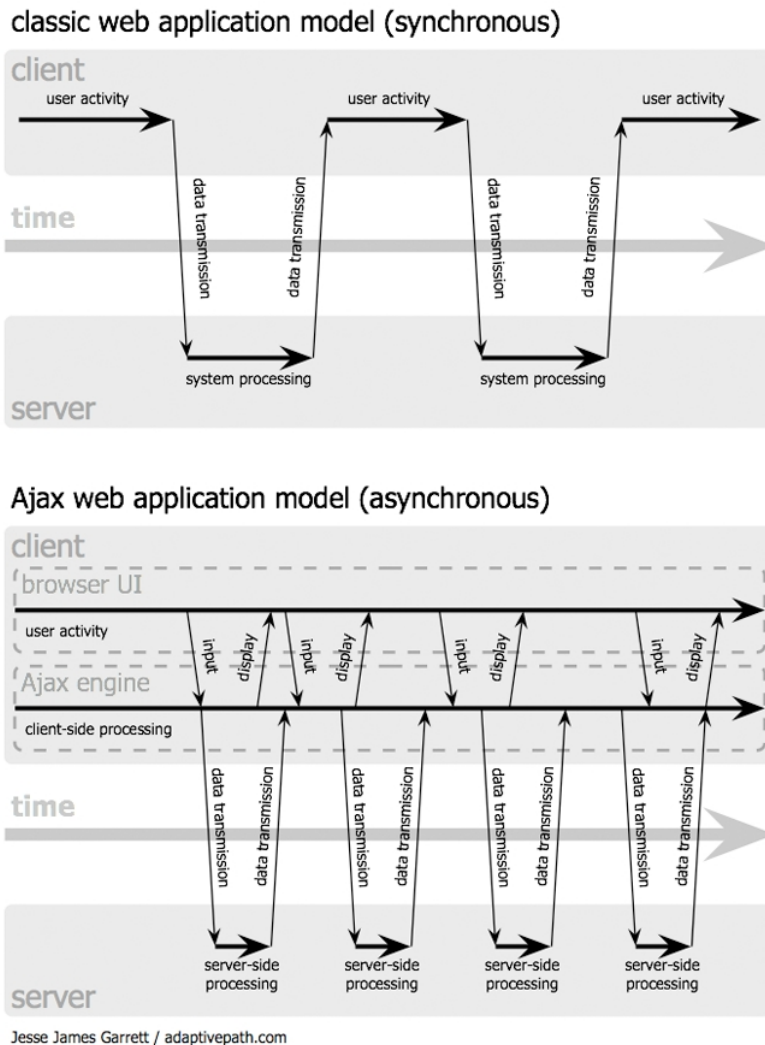 classic web application model (synchronous)
client
user activity
user activity
user activity
data transmission
data transmission
data transmission
data transmission
time
system processing
system processing
server
Ajax web application model (asynchronous)
client
browser UI
user activity
input
display
input
display
input
display
input
display
Ajax engine
client-side processing
data transmission
data transmission
data transmission
data transmission
data transmission
data transmission
data transmission
data transmission
time
server-side
processing
server-side
processing
server-side
processing
server-side
processing
server
Jesse James Garrett / adaptivepath.com